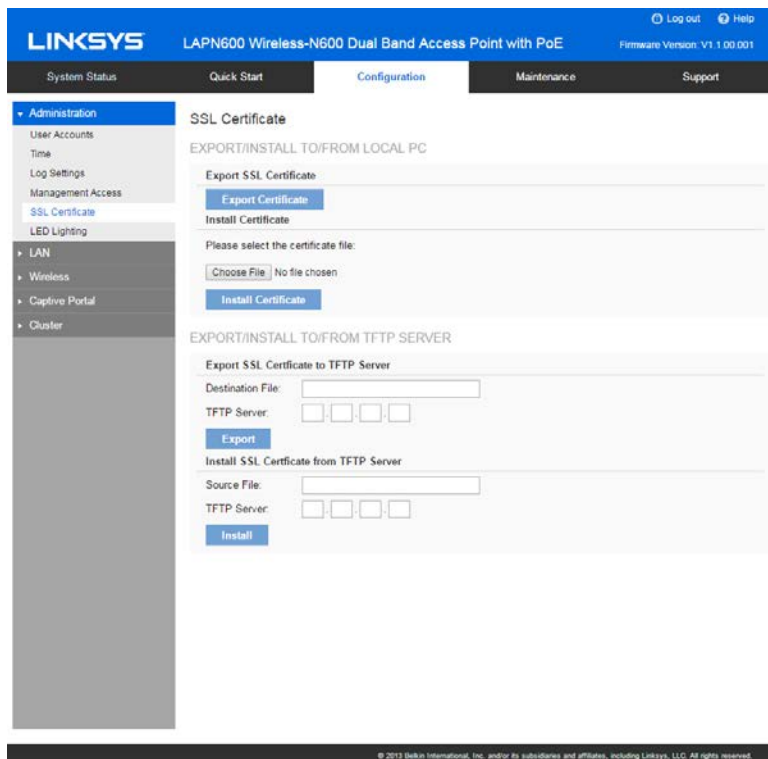 Log out Help
LINKSYS LAPN600 Wireless-N600 Dual Band Access Point with PoE Firmware Version: V1.1.00.001
System Status Quick Start Configuration Maintenance Support
Administration
User Accounts
Time
Log Settings
Management Access
SSL Certificate
LED Lighting
LAN
Wireless
Captive Portal
Cluster
SSL Certificate
EXPORT/INSTALL TO/FROM LOCAL PC
Export SSL Certificate
Export Certificate
Install Certificate
Please select the certificate file:
Choose File No file chosen
Install Certificate
EXPORT/INSTALL TO/FROM TFTP SERVER
Export SSL Certficate to TFTP Server
Destination File:
TFTP Server: . . .
Export
Install SSL Certficate from TFTP Server
Source File:
TFTP Server: . . .
Install
© 2013 Belkin International, Inc. and/or its subsidiaries and affiliates, including Linksys, LLC. All rights reserved.